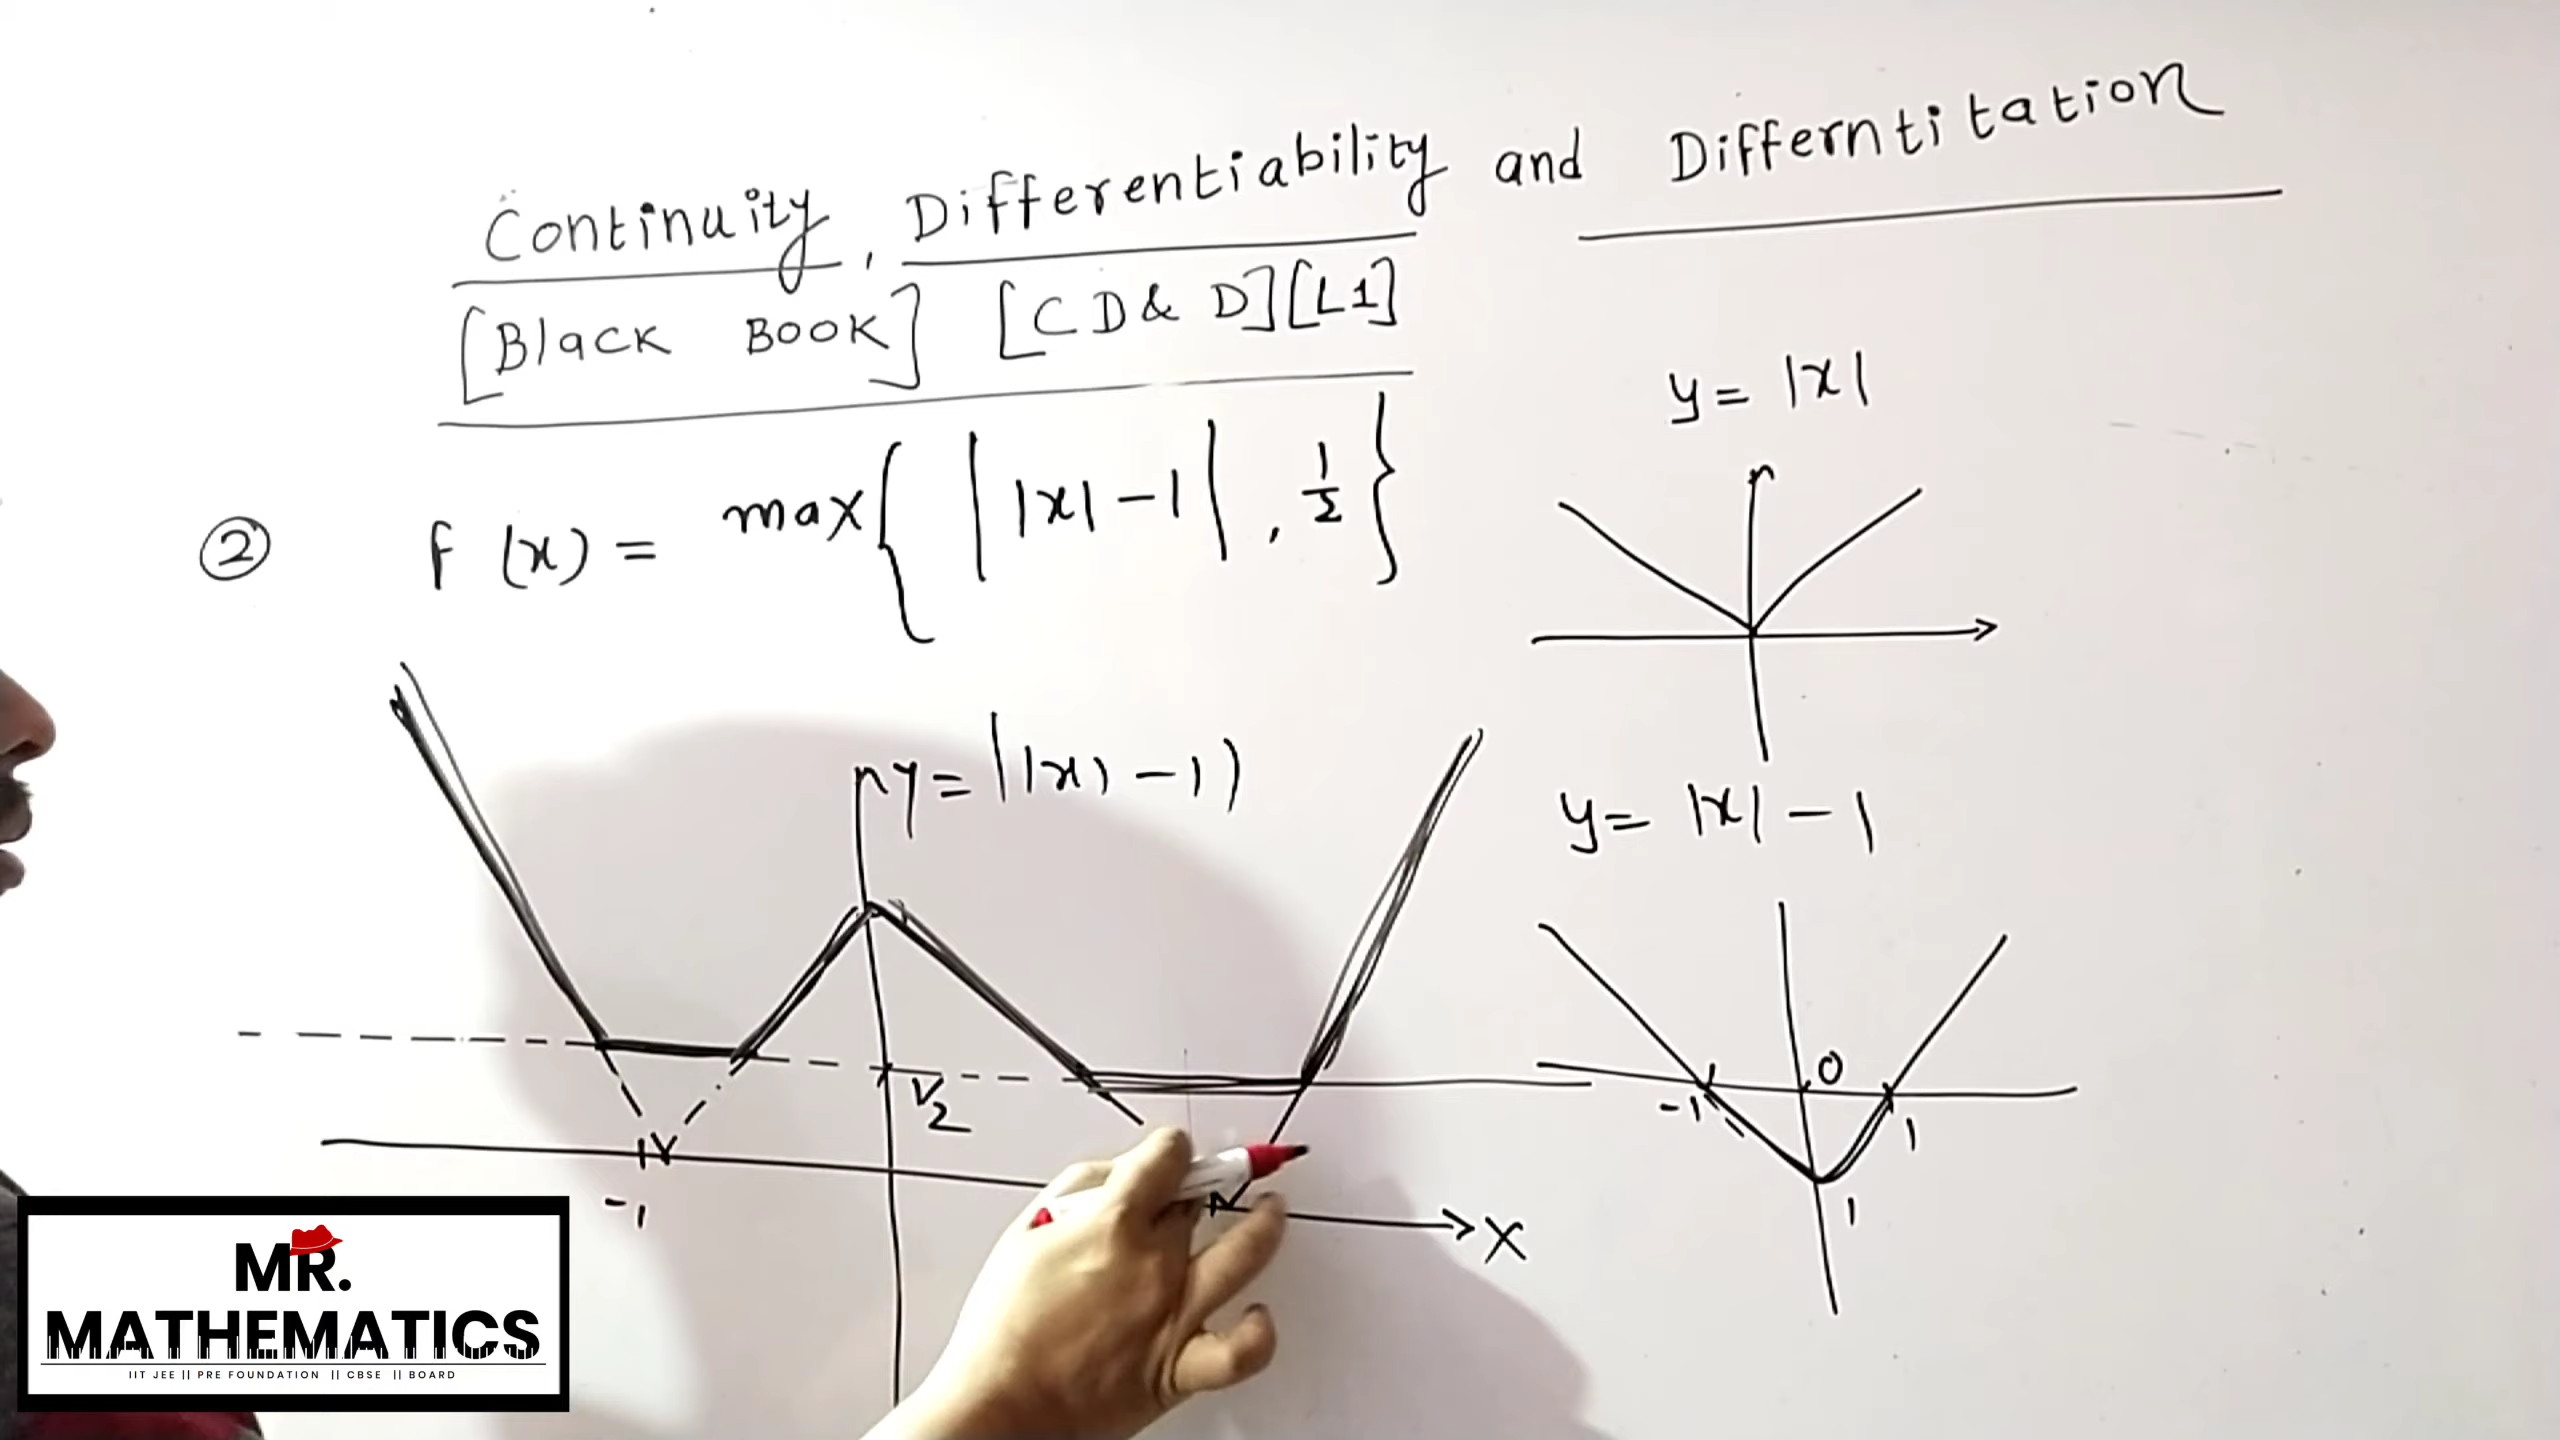 Continuity, Differentiability and Differntitation
[Black BOOK] [CD & D][L1]
② f(x) = max{ | |x| - 1 | , 1/2 }
y = |x|
y = ||x| - 1|
y = |x| - 1
1/2
-1
X
0
-1
1
1
MR.
MATHEMATICS
IIT JEE || PRE FOUNDATION || CBSE || BOARD